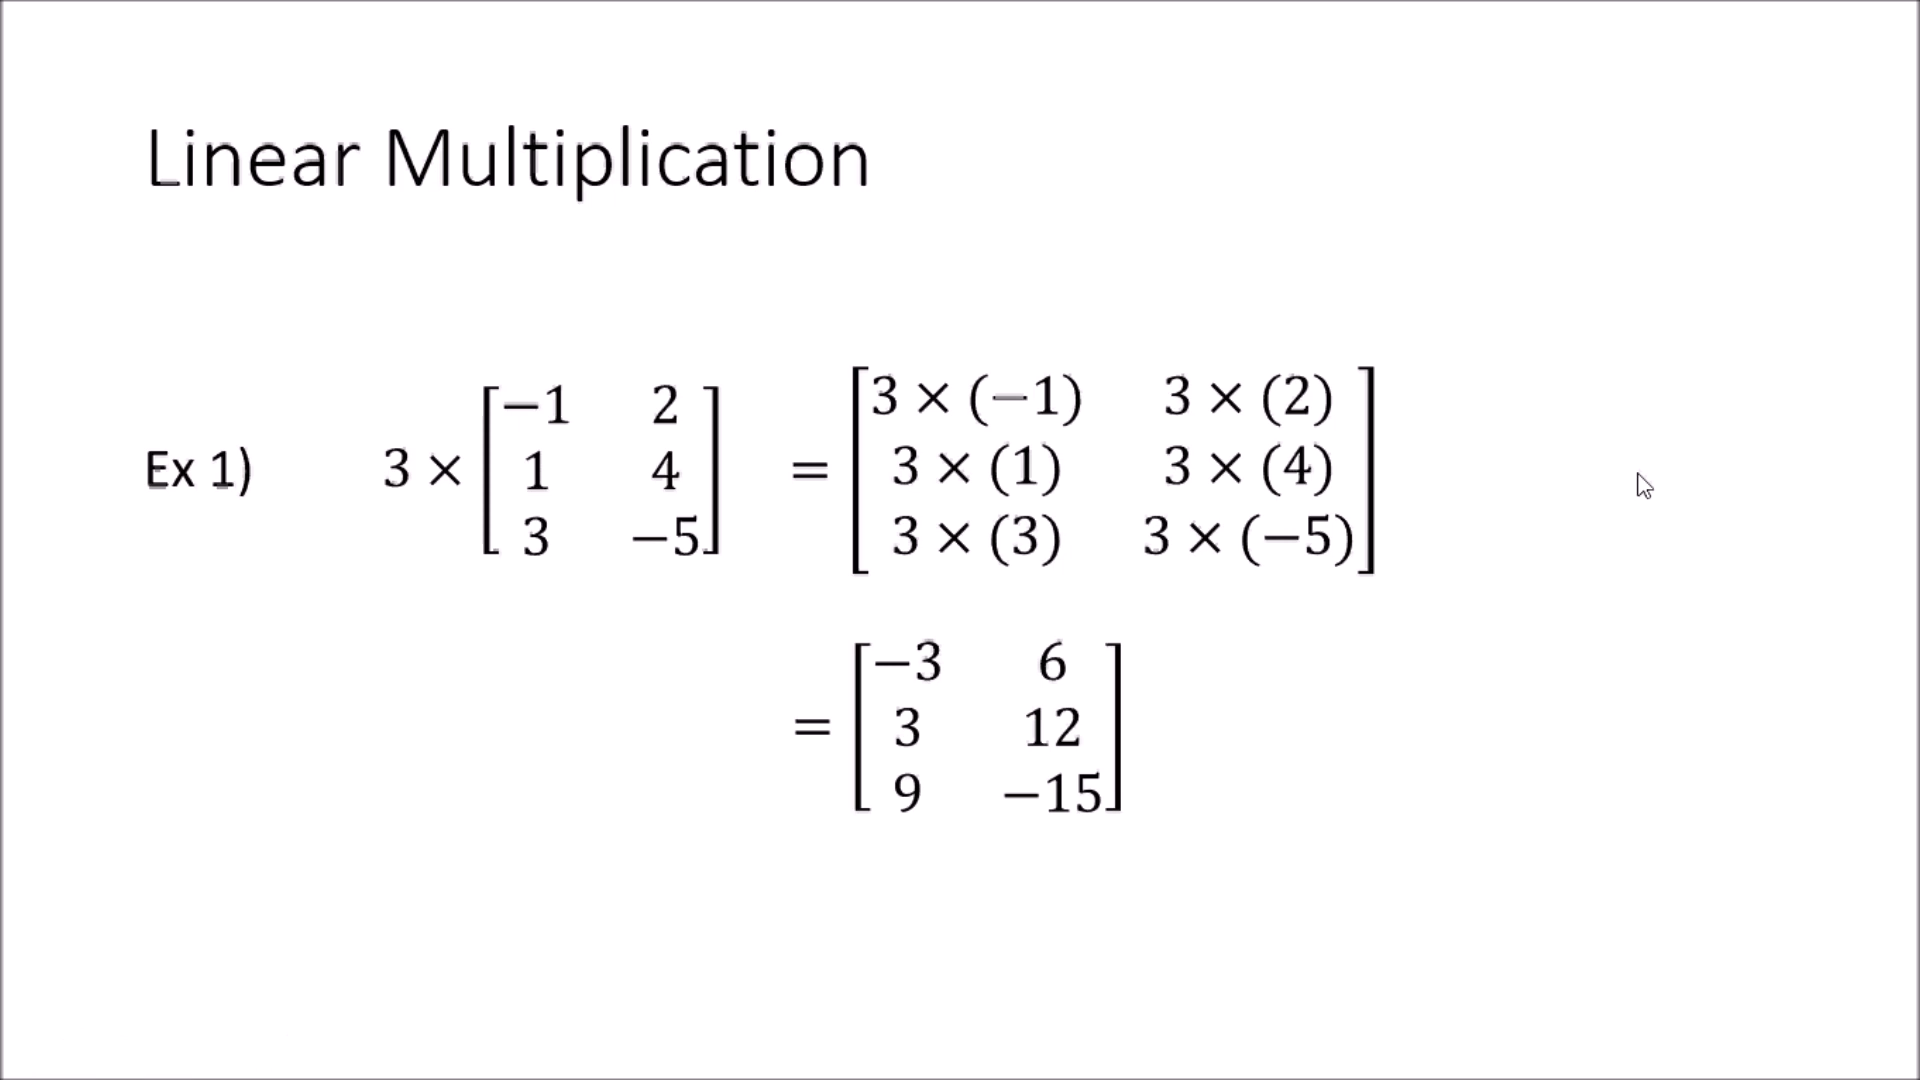 Linear Multiplication
Ex 1) 3 × [−1 2; 1 4; 3 −5] = [3 × (−1) 3 × (2); 3 × (1) 3 × (4); 3 × (3) 3 × (−5)]
= [−3 6; 3 12; 9 −15]